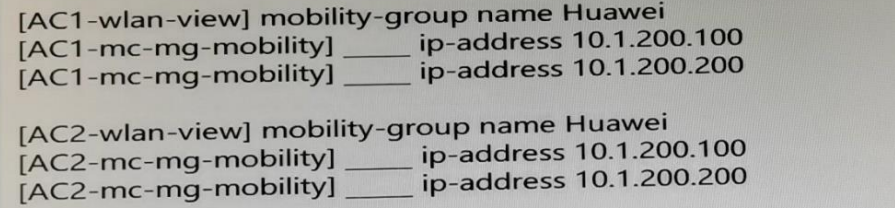 [AC1-wlan-view] mobility-group name Huawei
[AC1-mc-mg-mobility] _____ ip-address 10.1.200.100
[AC1-mc-mg-mobility] _____ ip-address 10.1.200.200
[AC2-wlan-view] mobility-group name Huawei
[AC2-mc-mg-mobility] _____ ip-address 10.1.200.100
[AC2-mc-mg-mobility] _____ ip-address 10.1.200.200